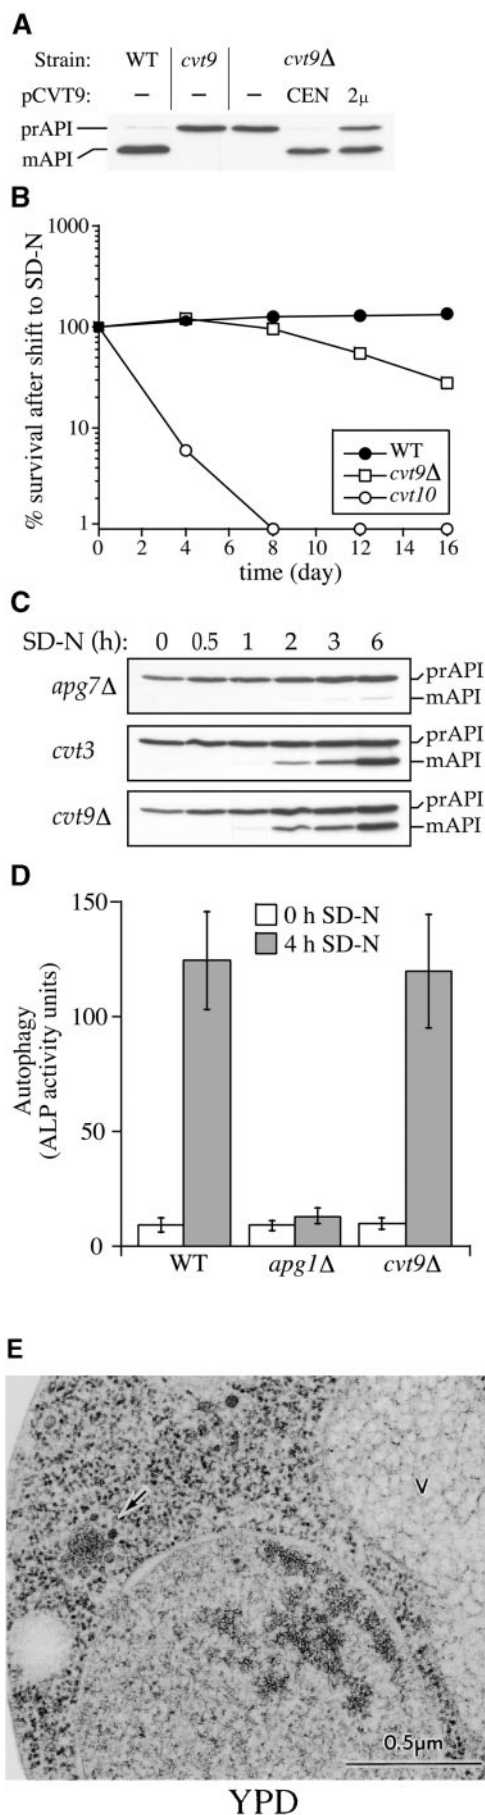 A
Strain: WT cvt9 cvt9Δ
pCVT9: – – – CEN 2µ
prAPI
mAPI
B
% survival after shift to SD-N
1000
100
10
1
0 2 4 6 8 10 12 14 16
time (day)
WT
cvt9Δ
cvt10
C
SD-N (h): 0 0.5 1 2 3 6
apg7Δ
prAPI
mAPI
cvt3
prAPI
mAPI
cvt9Δ
prAPI
mAPI
D
Autophagy
(ALP activity units)
150
100
50
0
0 h SD-N
4 h SD-N
WT apg1Δ cvt9Δ
E
V
0.5µm
YPD